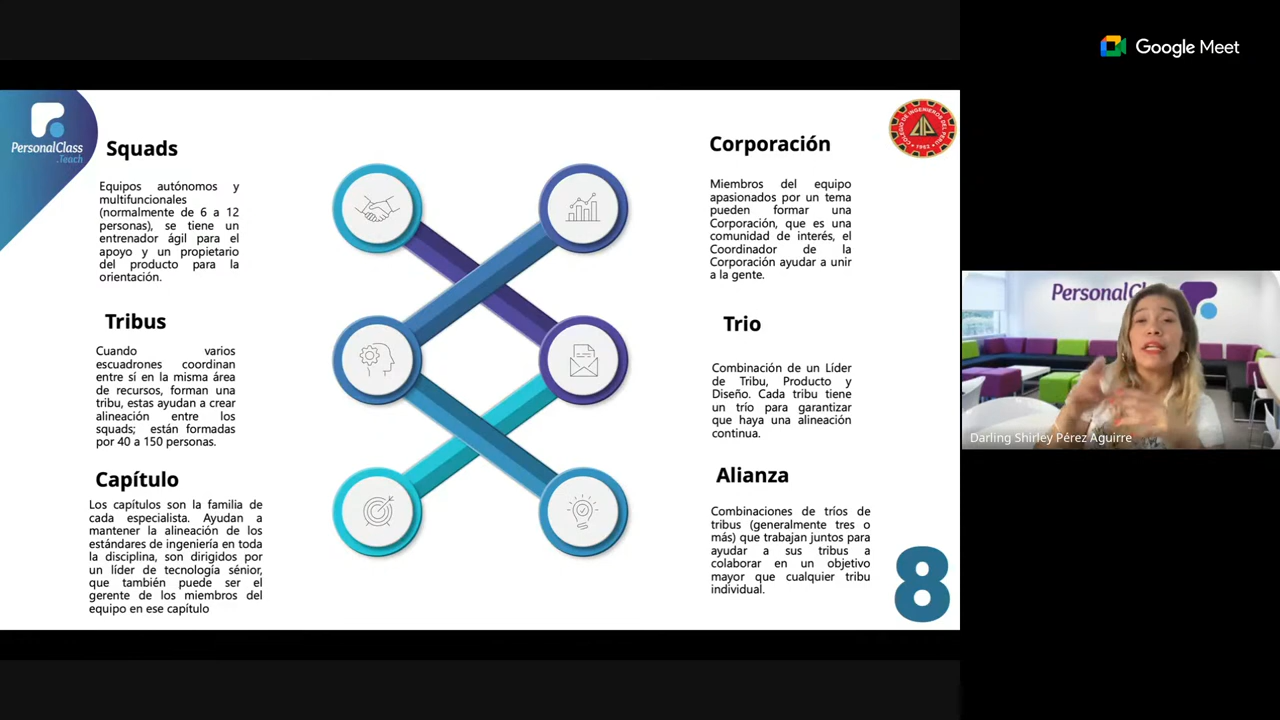 Google Meet
PersonalClass
.Teach
COLEGIO DE INGENIEROS DEL PERU
CIP
1962
Squads
Equipos autónomos y
multifuncionales
(normalmente de 6 a 12
personas), se tiene un
entrenador ágil para el
apoyo y un propietario
del producto para la
orientación.
Tribus
Cuando varios
escuadrones coordinan
entre sí en la misma área
de recursos, forman una
tribu, estas ayudan a crear
alineación entre los
squads; están formadas
por 40 a 150 personas.
Capítulo
Los capítulos son la familia de
cada especialista. Ayudan a
mantener la alineación de los
estándares de ingeniería en toda
la disciplina, son dirigidos por
un líder de tecnología sénior,
que también puede ser el
gerente de los miembros del
equipo en ese capítulo
Corporación
Miembros del equipo
apasionados por un tema
pueden formar una
Corporación, que es una
comunidad de interés, el
Coordinador de la
Corporación ayudar a unir
a la gente.
Trio
Combinación de un Líder
de Tribu, Producto y
Diseño. Cada tribu tiene
un trío para garantizar
que haya una alineación
continua.
Alianza
Combinaciones de tríos de
tribus (generalmente tres o
más) que trabajan juntos para
ayudar a sus tribus a
colaborar en un objetivo
mayor que cualquier tribu
individual.
8
PersonalCl
Darling Shirley Pérez Aguirre